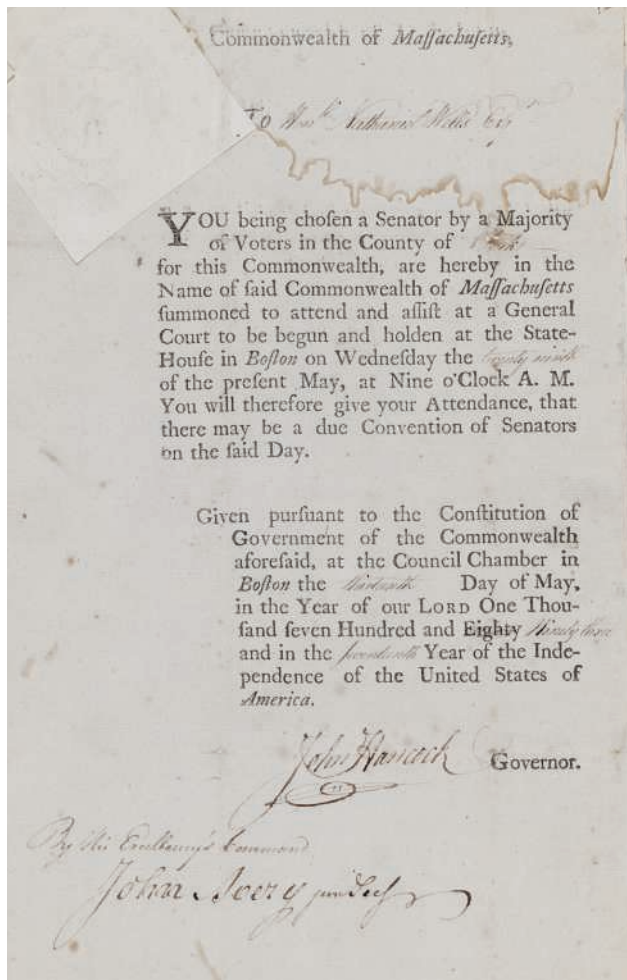 Commonwealth of Maſſachuſetts,
To Honble. Nathaniel Wells Eqr
YOU being choſen a Senator by a Majority
of Voters in the County of York
for this Commonwealth, are hereby in the
Name of ſaid Commonwealth of Maſſachuſetts
ſummoned to attend and aſſiſt at a General
Court to be begun and holden at the State-
Houſe in Boſton on Wedneſday the twenty ninth
of the preſent May, at Nine o'Clock A. M.
You will therefore give your Attendance, that
there may be a due Convention of Senators
on the ſaid Day.
Given purſuant to the Conſtitution of
Government of the Commonwealth
aforeſaid, at the Council Chamber in
Boſton the Day of May,
in the Year of our LORD One Thou-
ſand ſeven Hundred and Eighty Ninety three
and in the ſeventeenth Year of the Inde-
pendence of the United States of
America.
John Hancock Governor.
By His Excellency's Command
John Avery junr Secy